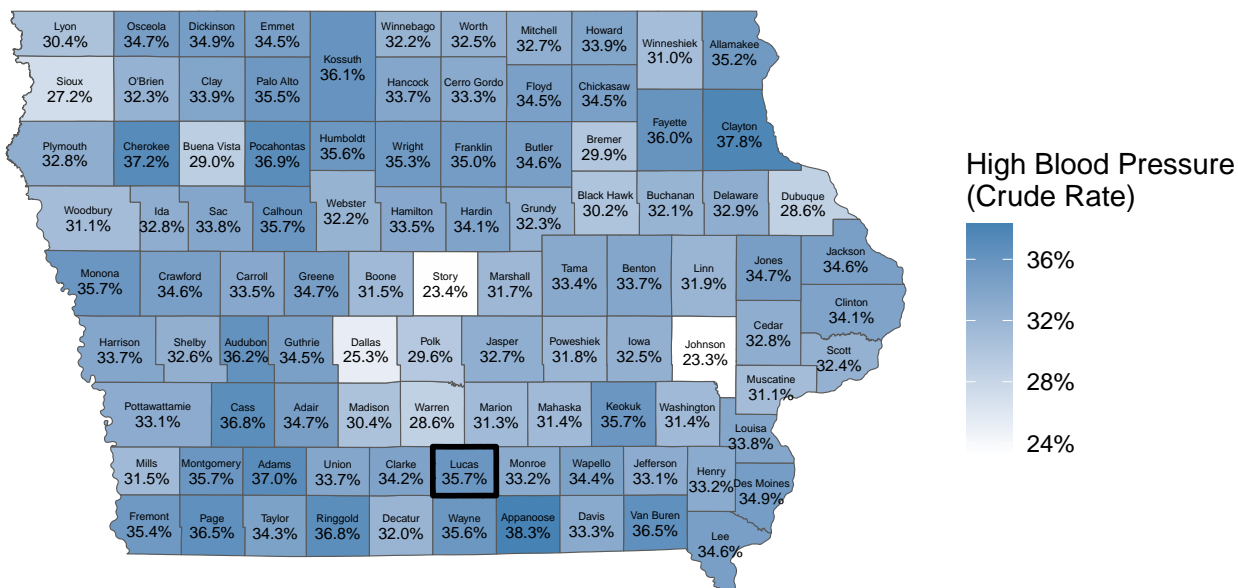 Lyon
30.4%
Osceola
34.7%
Dickinson
34.9%
Emmet
34.5%
Kossuth
36.1%
Winnebago
32.2%
Worth
32.5%
Mitchell
32.7%
Howard
33.9%
Winneshiek
31.0%
Allamakee
35.2%
Sioux
27.2%
O'Brien
32.3%
Clay
33.9%
Palo Alto
35.5%
Hancock
33.7%
Cerro Gordo
33.3%
Floyd
34.5%
Chickasaw
34.5%
Fayette
36.0%
Clayton
37.8%
Plymouth
32.8%
Cherokee
37.2%
Buena Vista
29.0%
Pocahontas
36.9%
Humboldt
35.6%
Wright
35.3%
Franklin
35.0%
Butler
34.6%
Bremer
29.9%
Woodbury
31.1%
Ida
32.8%
Sac
33.8%
Calhoun
35.7%
Webster
32.2%
Hamilton
33.5%
Hardin
34.1%
Grundy
32.3%
Black Hawk
30.2%
Buchanan
32.1%
Delaware
32.9%
Dubuque
28.6%
Monona
35.7%
Crawford
34.6%
Carroll
33.5%
Greene
34.7%
Boone
31.5%
Story
23.4%
Marshall
31.7%
Tama
33.4%
Benton
33.7%
Linn
31.9%
Jones
34.7%
Jackson
34.6%
Clinton
34.1%
Harrison
33.7%
Shelby
32.6%
Audubon
36.2%
Guthrie
34.5%
Dallas
25.3%
Polk
29.6%
Jasper
32.7%
Poweshiek
31.8%
Iowa
32.5%
Johnson
23.3%
Cedar
32.8%
Scott
32.4%
Muscatine
31.1%
Pottawattamie
33.1%
Cass
36.8%
Adair
34.7%
Madison
30.4%
Warren
28.6%
Marion
31.3%
Mahaska
31.4%
Keokuk
35.7%
Washington
31.4%
Louisa
33.8%
Mills
31.5%
Montgomery
35.7%
Adams
37.0%
Union
33.7%
Clarke
34.2%
Lucas
35.7%
Monroe
33.2%
Wapello
34.4%
Jefferson
33.1%
Henry
33.2%
Des Moines
34.9%
Fremont
35.4%
Page
36.5%
Taylor
34.3%
Ringgold
36.8%
Decatur
32.0%
Wayne
35.6%
Appanoose
38.3%
Davis
33.3%
Van Buren
36.5%
Lee
34.6%
High Blood Pressure
(Crude Rate)
36%
32%
28%
24%